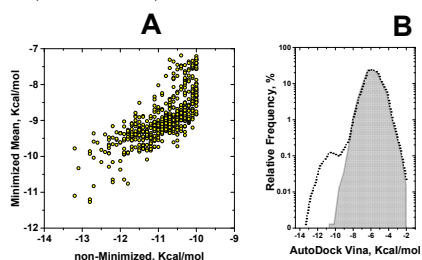 A
B
Minimized Mean, Kcal/mol
-7
-8
-9
-10
-11
-12
-14
-13
-12
-11
-10
-9
non-Minimized, Kcal/mol
Relative Frequency, %
100
10
1
0.1
0.01
0
-14 -12 -10 -8 -6 -4 -2
AutoDock Vina, Kcal/mol